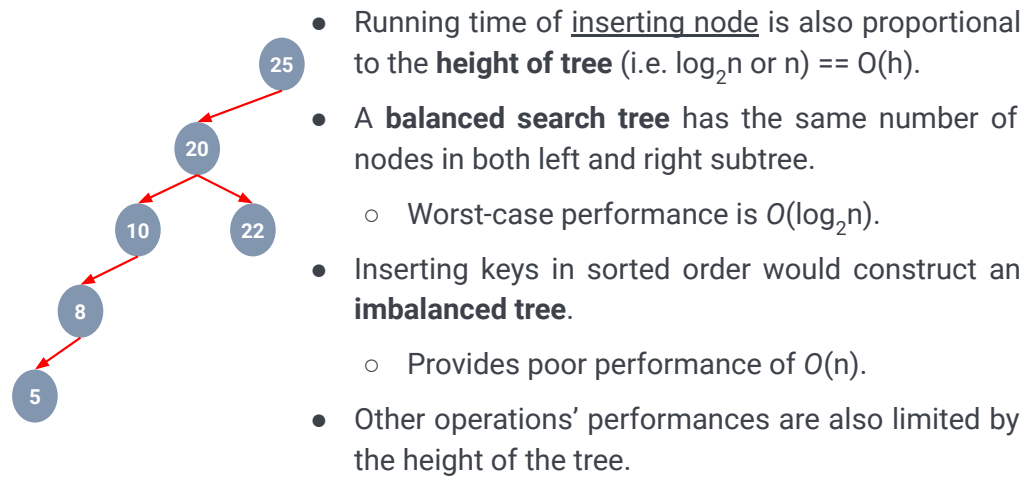 25
20
10
22
8
5
● Running time of inserting node is also proportional
to the height of tree (i.e. log₂n or n) == O(h).
● A balanced search tree has the same number of
nodes in both left and right subtree.
○ Worst-case performance is O(log₂n).
● Inserting keys in sorted order would construct an
imbalanced tree.
○ Provides poor performance of O(n).
● Other operations’ performances are also limited by
the height of the tree.